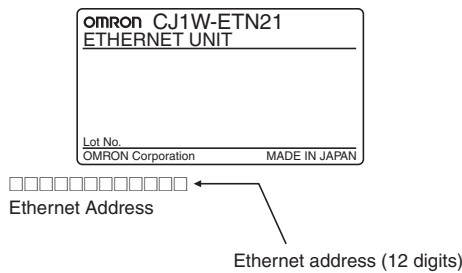 OMRON CJ1W-ETN21
ETHERNET UNIT
Lot No.
OMRON Corporation MADE IN JAPAN
□□□□□□□□□□□□
Ethernet Address
Ethernet address (12 digits)